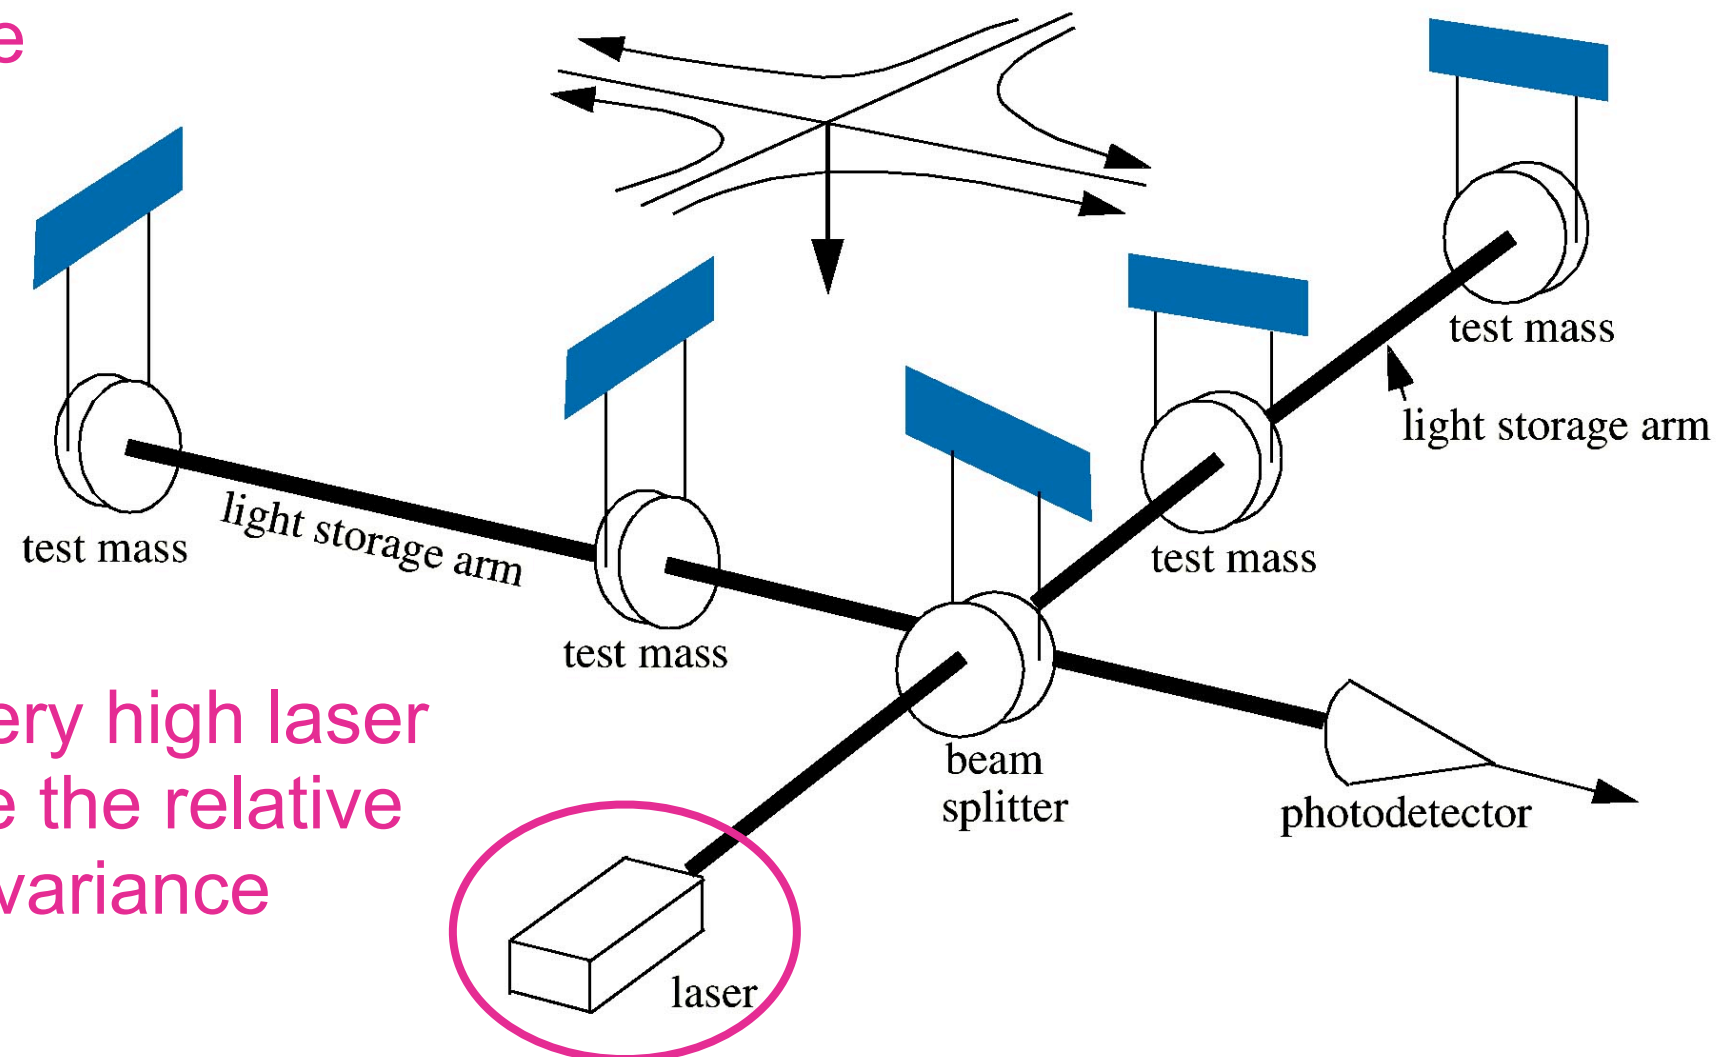 e
test mass
light storage arm
test mass
light storage arm
test mass
test mass
ery high laser
e the relative
variance
beam
splitter
photodetector
laser